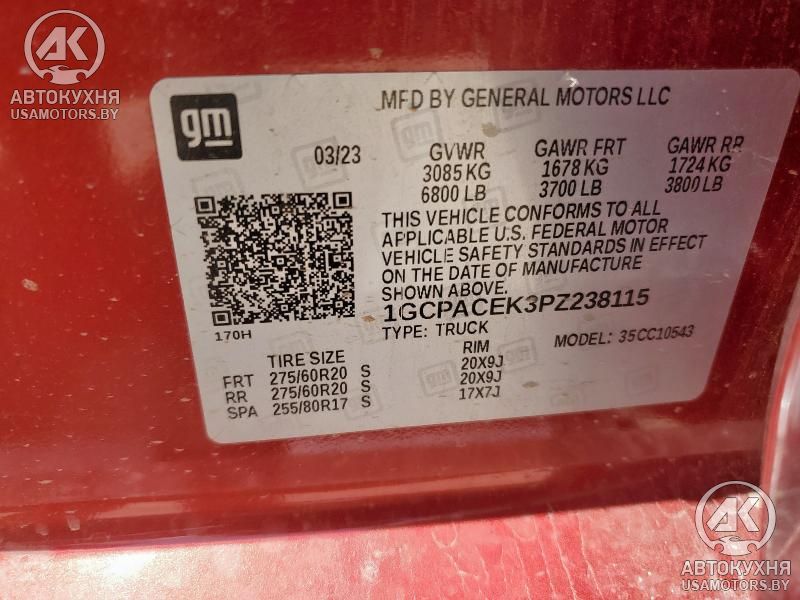 AK
АВТОКУХНЯ
USAMOTORS.BY
gm
MFD BY GENERAL MOTORS LLC
03/23 GVWR GAWR FRT GAWR RR
3085 KG 1678 KG 1724 KG
6800 LB 3700 LB 3800 LB
THIS VEHICLE CONFORMS TO ALL
APPLICABLE U.S. FEDERAL MOTOR
VEHICLE SAFETY STANDARDS IN EFFECT
ON THE DATE OF MANUFACTURE
SHOWN ABOVE.
1GCPACEK3PZ238115
170H TYPE: TRUCK MODEL: 35CC10543
TIRE SIZE RIM
FRT 275/60R20 S 20X9J
RR 275/60R20 S 20X9J
SPA 255/80R17 S 17X7J
AK
АВТОКУХНЯ
USAMOTORS.BY